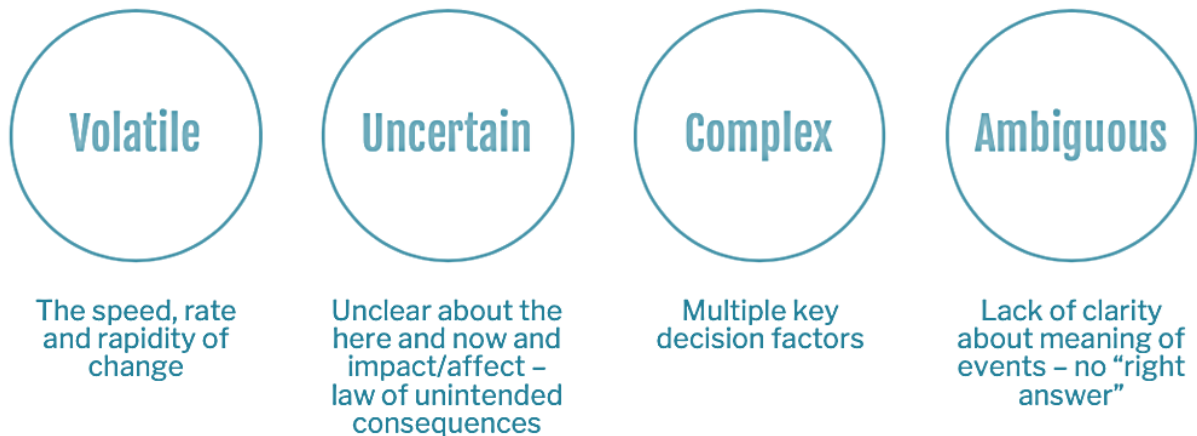 Volatile
The speed, rate
and rapidity of
change
Uncertain
Unclear about the
here and now and
impact/affect –
law of unintended
consequences
Complex
Multiple key
decision factors
Ambiguous
Lack of clarity
about meaning of
events – no “right
answer”